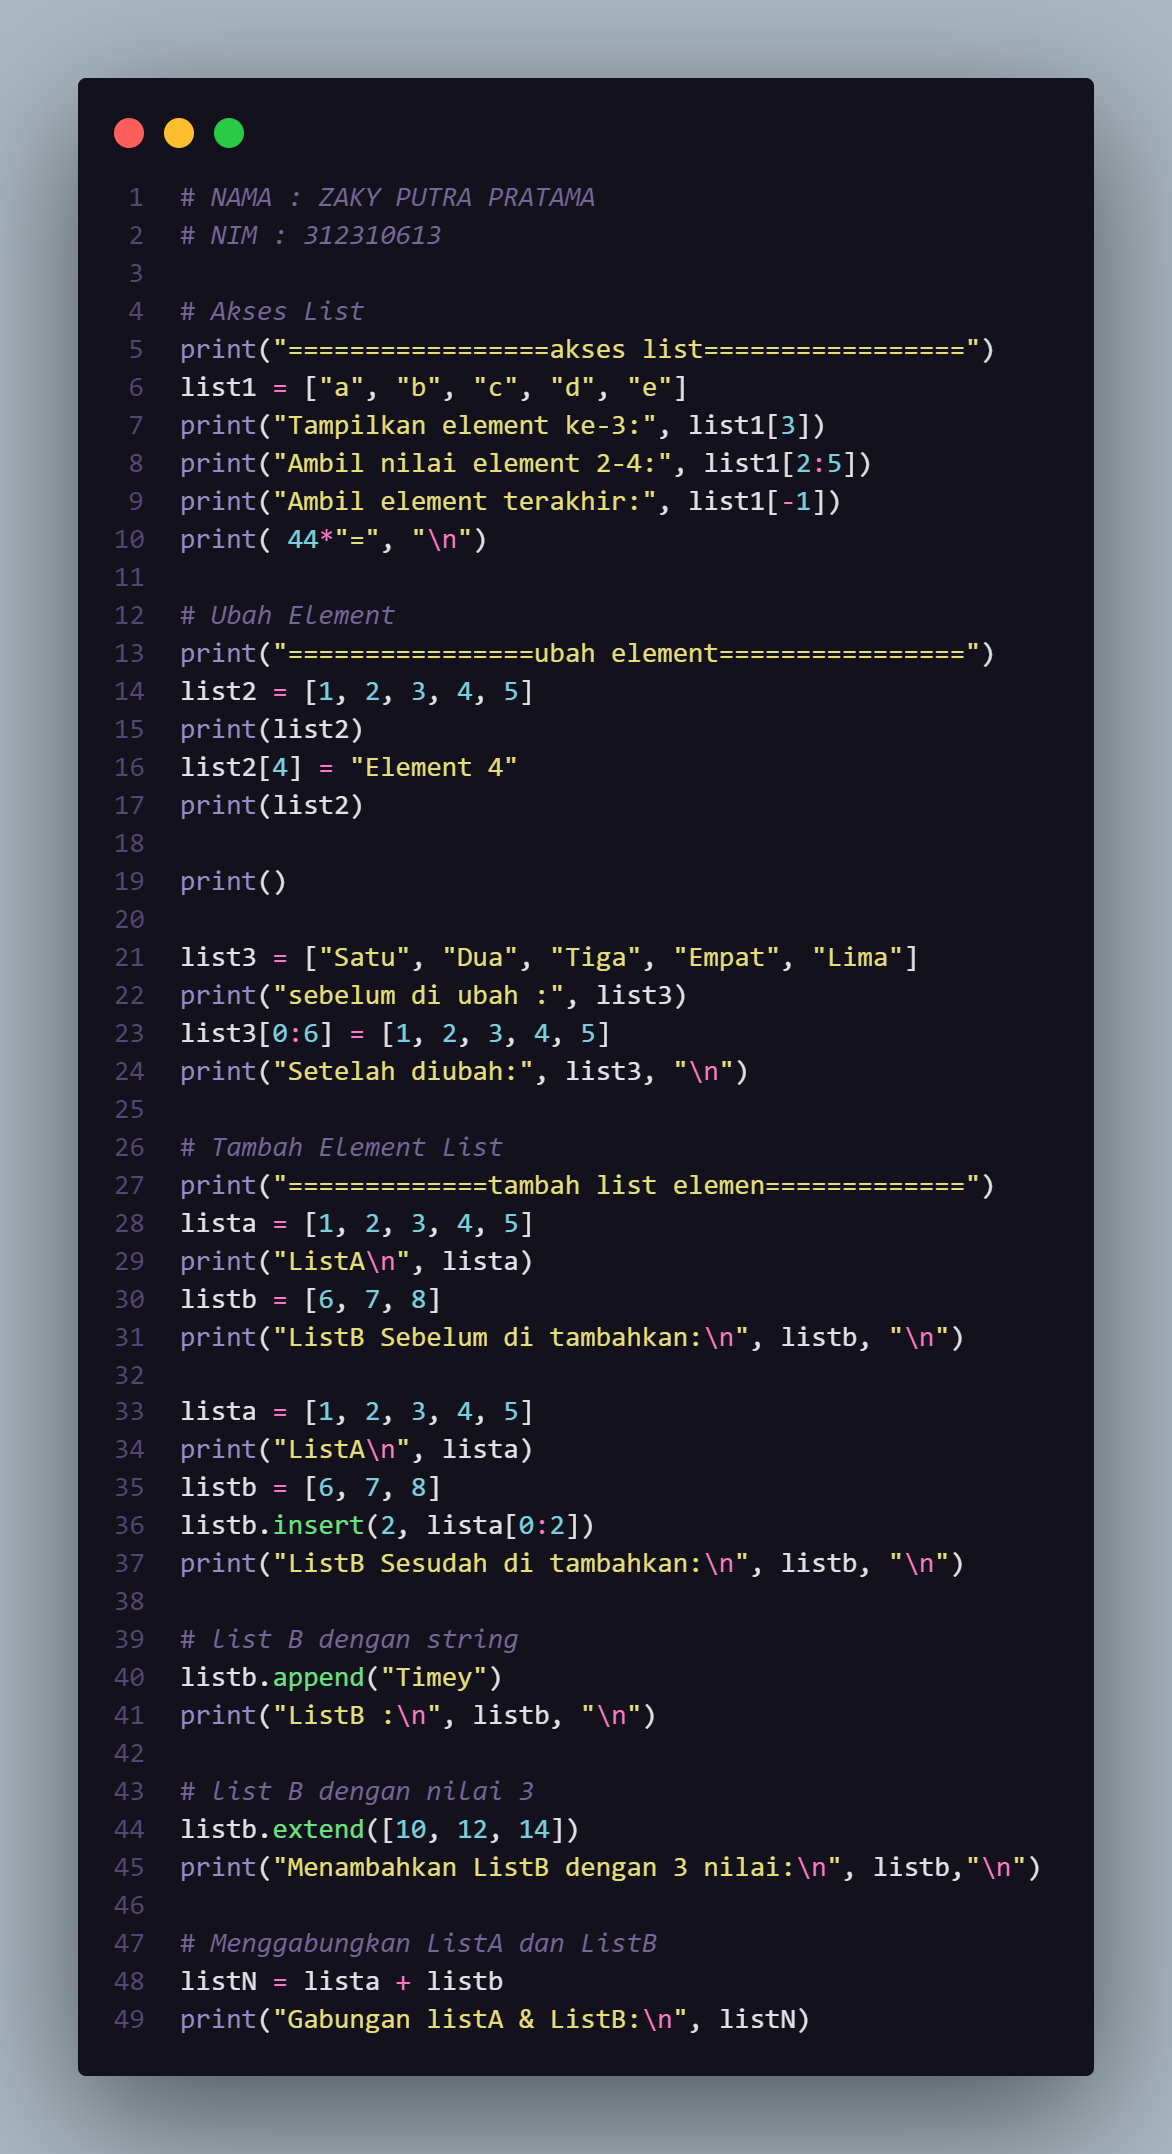 1 # NAMA : ZAKY PUTRA PRATAMA
2 # NIM : 312310613
3
4 # Akses List
5 print("=================akses list=================")
6 list1 = ["a", "b", "c", "d", "e"]
7 print("Tampilkan element ke-3:", list1[3])
8 print("Ambil nilai element 2-4:", list1[2:5])
9 print("Ambil element terakhir:", list1[-1])
10 print( 44*"=", "\n")
11
12 # Ubah Element
13 print("================ubah element================")
14 list2 = [1, 2, 3, 4, 5]
15 print(list2)
16 list2[4] = "Element 4"
17 print(list2)
18
19 print()
20
21 list3 = ["Satu", "Dua", "Tiga", "Empat", "Lima"]
22 print("sebelum di ubah :", list3)
23 list3[0:6] = [1, 2, 3, 4, 5]
24 print("Setelah diubah:", list3, "\n")
25
26 # Tambah Element List
27 print("=============tambah list elemen=============")
28 lista = [1, 2, 3, 4, 5]
29 print("ListA\n", lista)
30 listb = [6, 7, 8]
31 print("ListB Sebelum di tambahkan:\n", listb, "\n")
32
33 lista = [1, 2, 3, 4, 5]
34 print("ListA\n", lista)
35 listb = [6, 7, 8]
36 listb.insert(2, lista[0:2])
37 print("ListB Sesudah di tambahkan:\n", listb, "\n")
38
39 # list B dengan string
40 listb.append("Timey")
41 print("ListB :\n", listb, "\n")
42
43 # list B dengan nilai 3
44 listb.extend([10, 12, 14])
45 print("Menambahkan ListB dengan 3 nilai:\n", listb,"\n")
46
47 # Menggabungkan ListA dan ListB
48 listN = lista + listb
49 print("Gabungan listA & ListB:\n", listN)